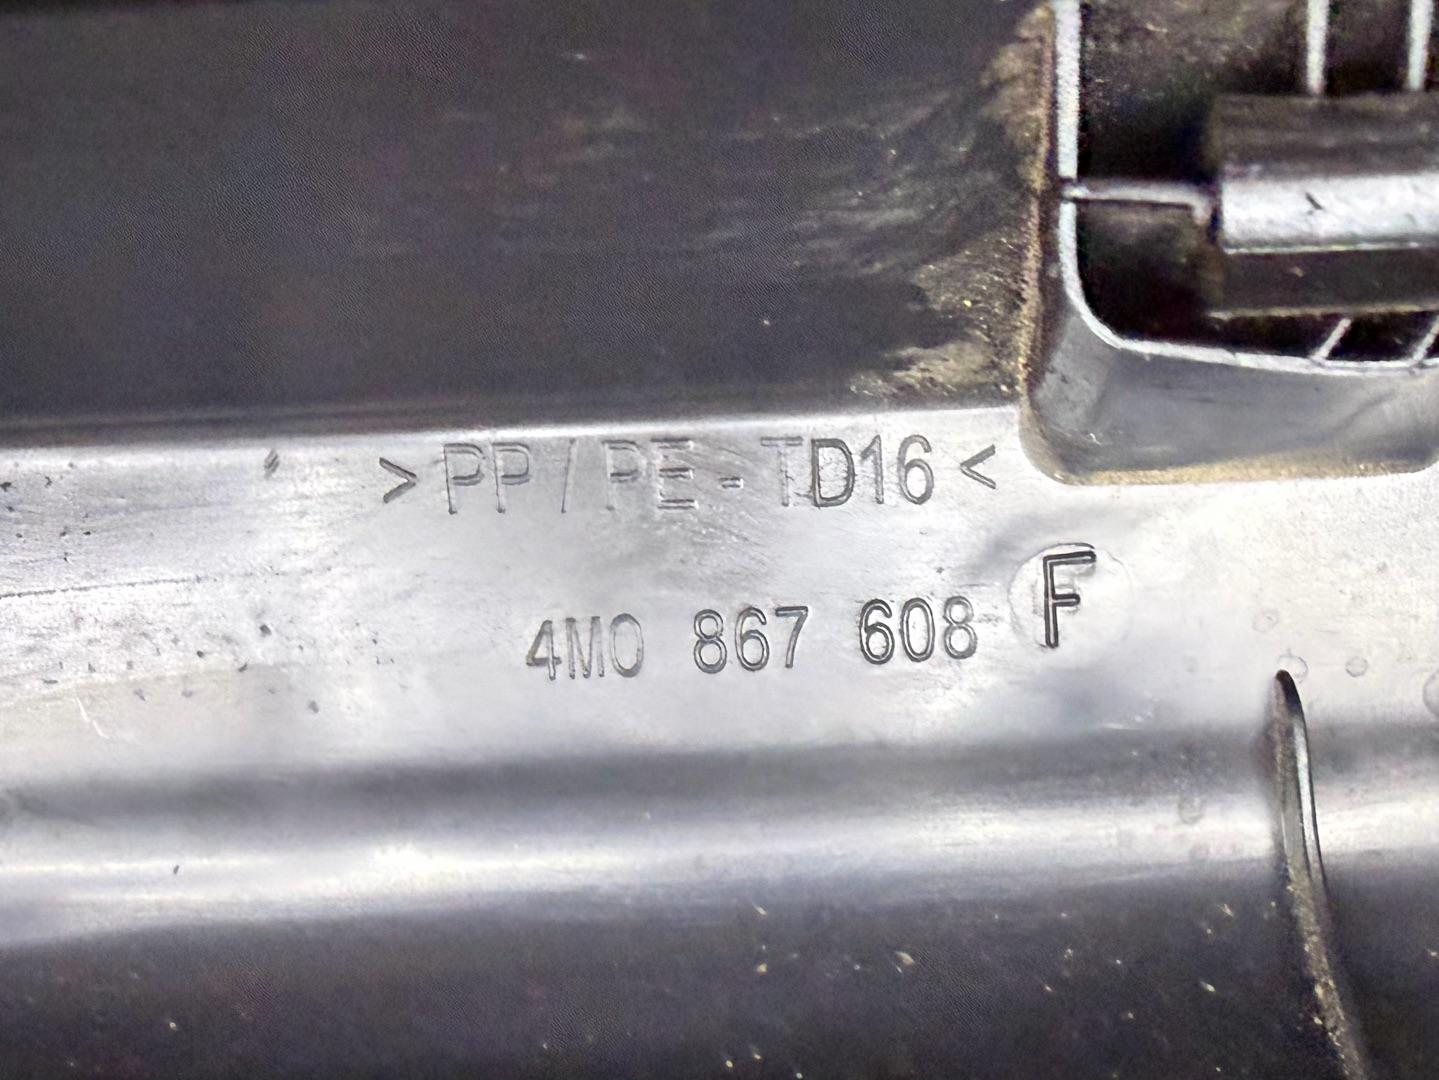 >PP/PE-TD16<
4M0 867 608 F